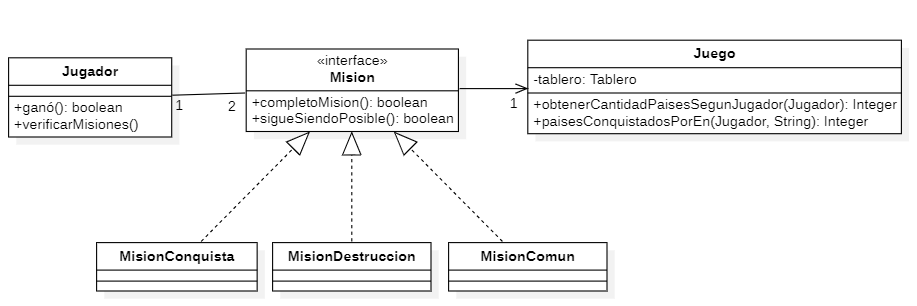 Jugador
+ganó(): boolean
+verificarMisiones()
1
2
«interface»
Mision
+completoMision(): boolean
+sigueSiendoPosible(): boolean
1
Juego
-tablero: Tablero
+obtenerCantidadPaisesSegunJugador(Jugador): Integer
+paisesConquistadosPorEn(Jugador, String): Integer
MisionConquista
MisionDestruccion
MisionComun